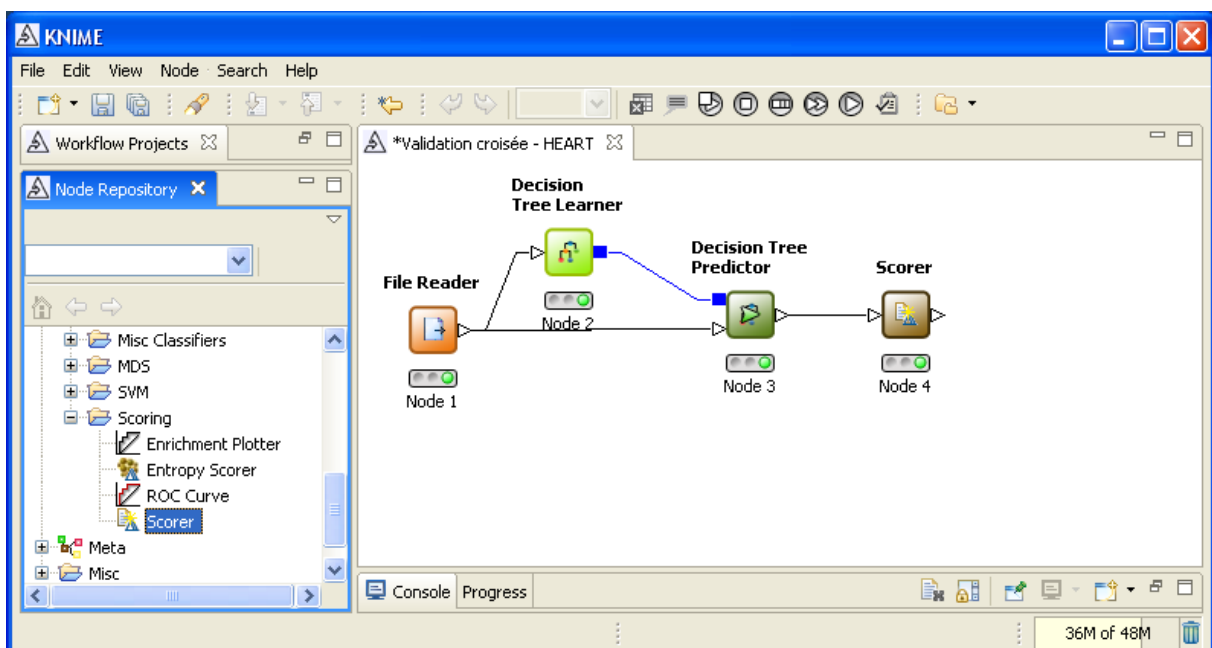 KNIME
File Edit View Node Search Help
Workflow Projects
*Validation croisée - HEART
Node Repository
Misc Classifiers
MDS
SVM
Scoring
Enrichment Plotter
Entropy Scorer
ROC Curve
Scorer
Meta
Misc
Decision
Tree Learner
Node 2
File Reader
Node 1
Decision Tree
Predictor
Node 3
Scorer
Node 4
Console Progress
36M of 48M